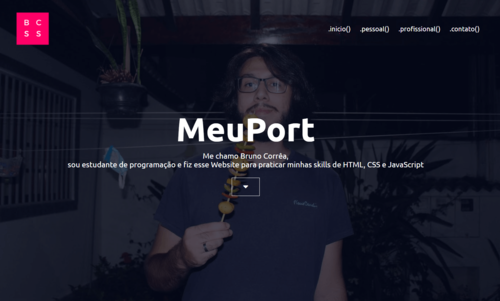 B C
S S
.inicio() .pessoal() .profissional() .contato()
MeuPort
Me chamo Bruno Corrêa,
sou estudante de programação e fiz esse Website para praticar minhas skills de HTML, CSS e JavaScript